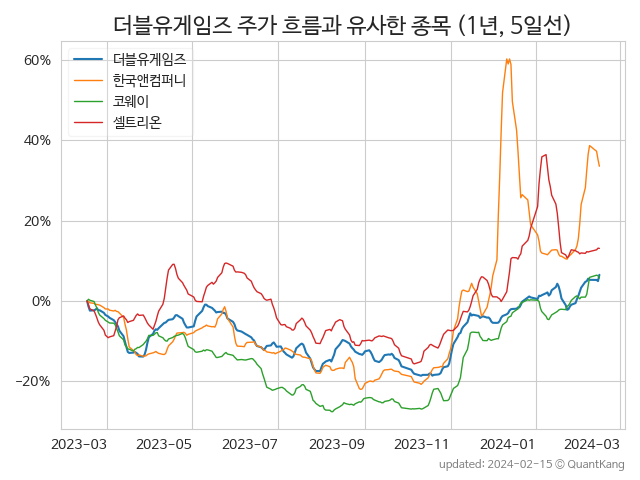 더블유게임즈 주가 흐름과 유사한 종목 (1년, 5일선)
60%
40%
20%
0%
−20%
더블유게임즈
한국앤컴퍼니
코웨이
셀트리온
2023-03 2023-05 2023-07 2023-09 2023-11 2024-01 2024-03
updated: 2024-02-15 © QuantKang